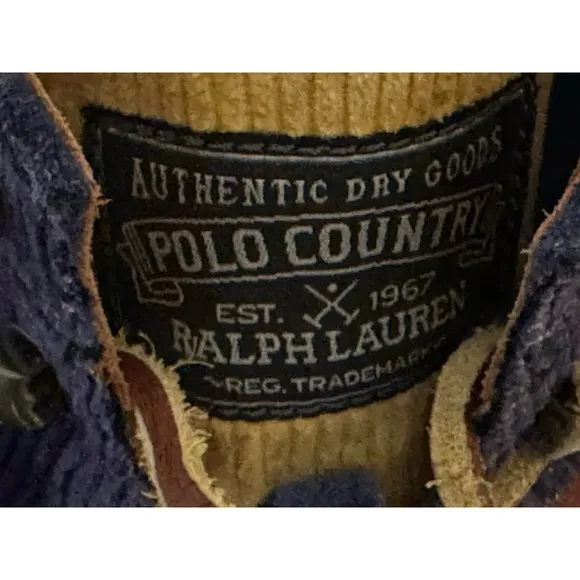 AUTHENTIC DRY GOODS
POLO COUNTRY
EST. 1967
RALPH LAUREN
REG. TRADEMARK